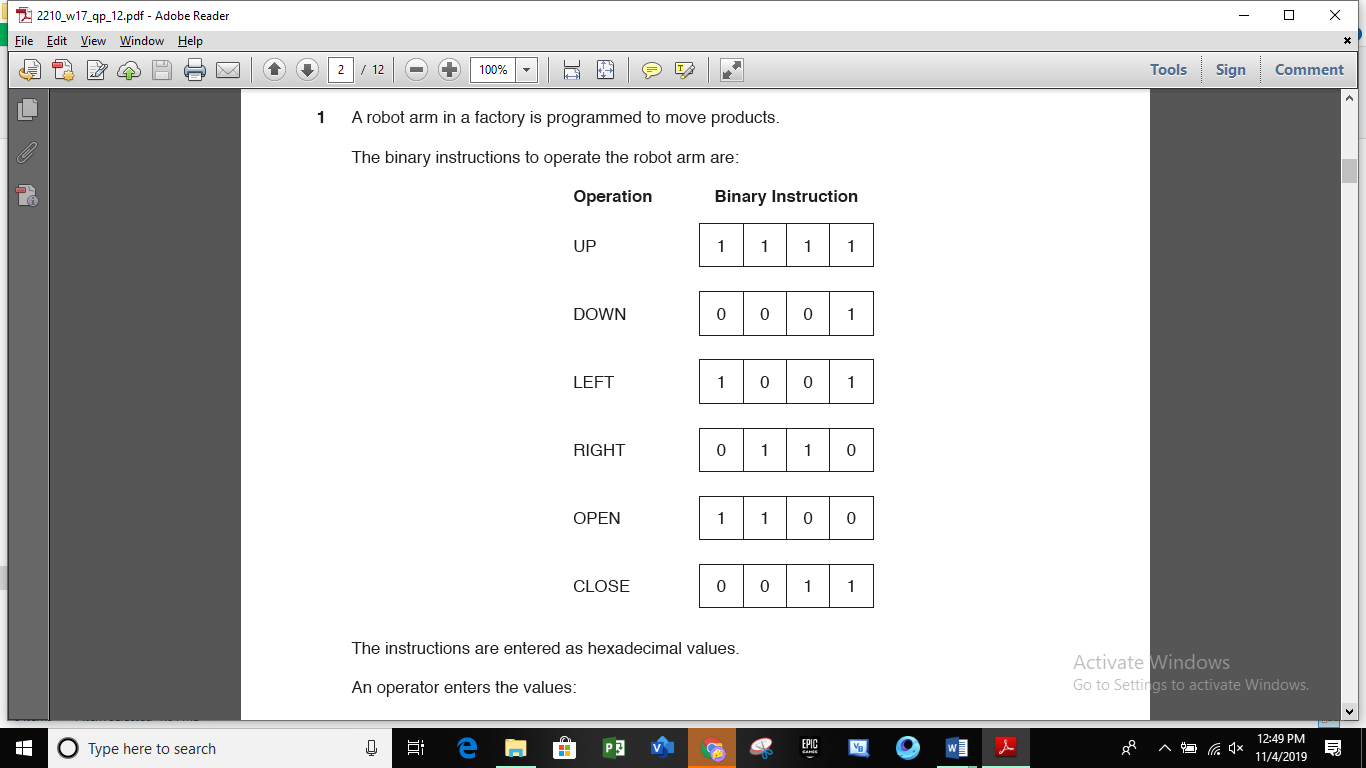 2210_w17_qp_12.pdf - Adobe Reader
File Edit View Window Help
2 / 12 100% Tools Sign Comment
1 A robot arm in a factory is programmed to move products.
The binary instructions to operate the robot arm are:
Operation Binary Instruction
UP 1 1 1 1
DOWN 0 0 0 1
LEFT 1 0 0 1
RIGHT 0 1 1 0
OPEN 1 1 0 0
CLOSE 0 0 1 1
The instructions are entered as hexadecimal values.
An operator enters the values:
Activate Windows
Go to Settings to activate Windows.
Type here to search
EPIC GAMES
12:49 PM
11/4/2019